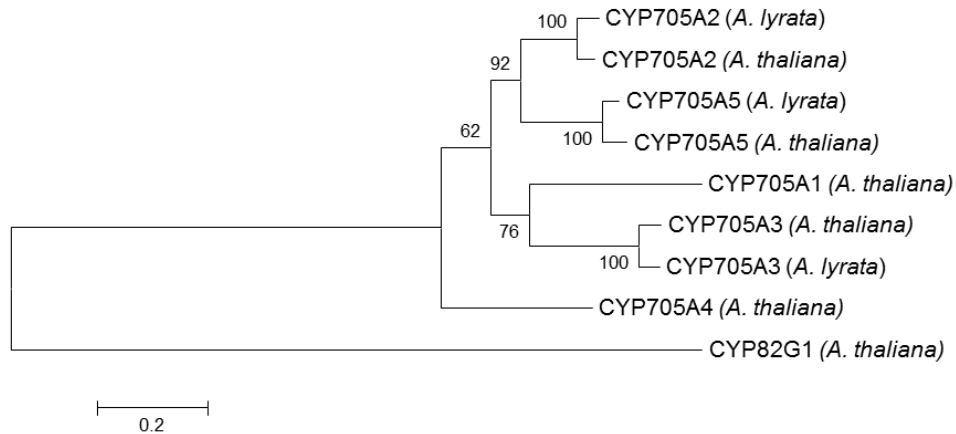 CYP705A2 (A. lyrata)
100
CYP705A2 (A. thaliana)
92
CYP705A5 (A. lyrata)
62
100
CYP705A5 (A. thaliana)
CYP705A1 (A. thaliana)
76
CYP705A3 (A. thaliana)
100
CYP705A3 (A. lyrata)
CYP705A4 (A. thaliana)
CYP82G1 (A. thaliana)
0.2